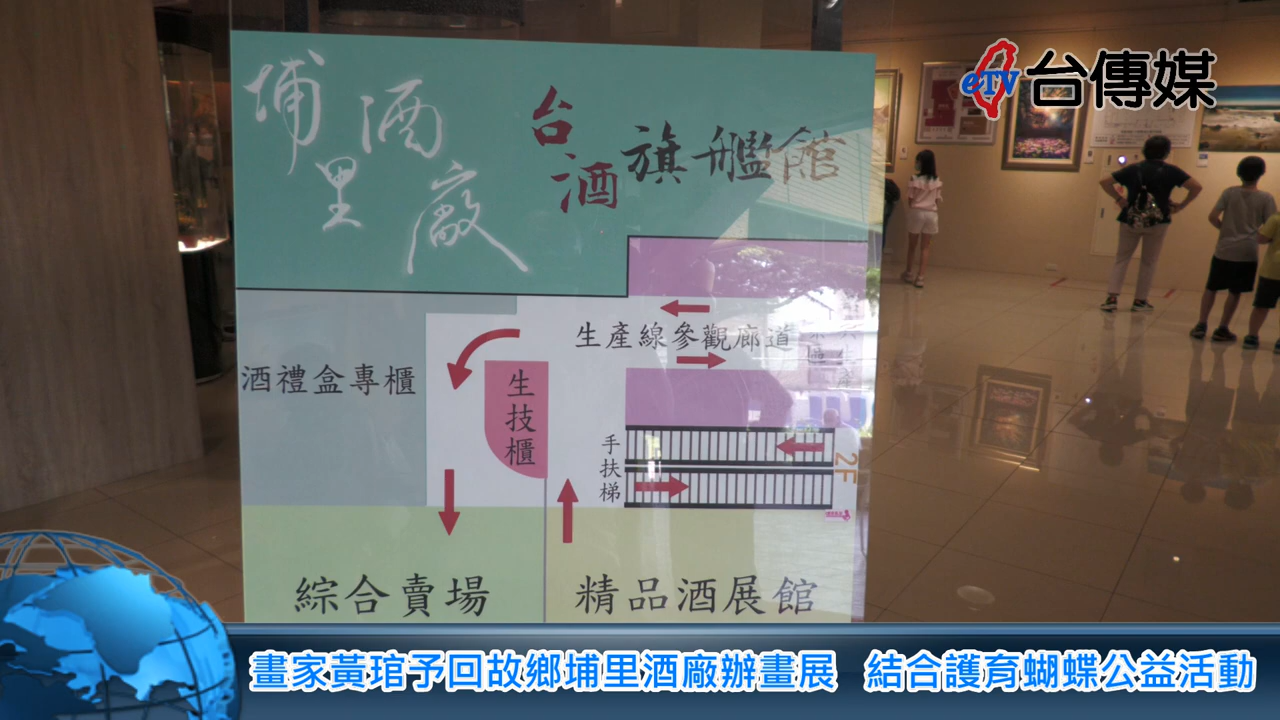 埔里酒廠
台酒旗艦館
eTV 台傳媒
生產線參觀廊道
酒禮盒專櫃
生技櫃
手扶梯
2F
綜合賣場
精品酒展館
畫家黃琯予回故鄉埔里酒廠辦畫展 結合護育蝴蝶公益活動